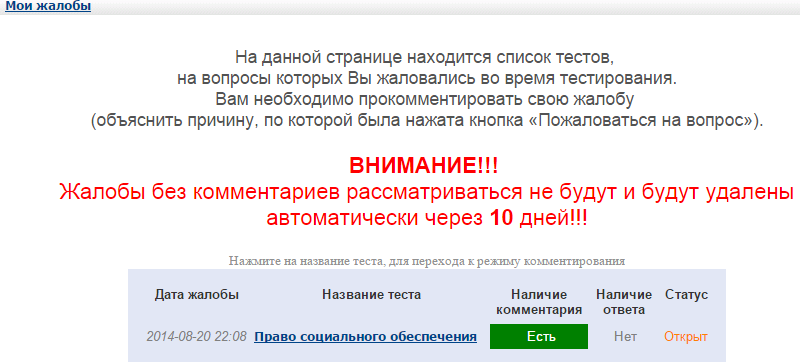 Мои жалобы
На данной странице находится список тестов,
на вопросы которых Вы жаловались во время тестирования.
Вам необходимо прокомментировать свою жалобу
(объяснить причину, по которой была нажата кнопка «Пожаловаться на вопрос»).
ВНИМАНИЕ!!!
Жалобы без комментариев рассматриваться не будут и будут удалены
автоматически через 10 дней!!!
Нажмите на название теста, для перехода к режиму комментирования
Дата жалобы Название теста Наличие комментария Наличие ответа Статус
2014-08-20 22:08 Право социального обеспечения Есть Нет Открыт